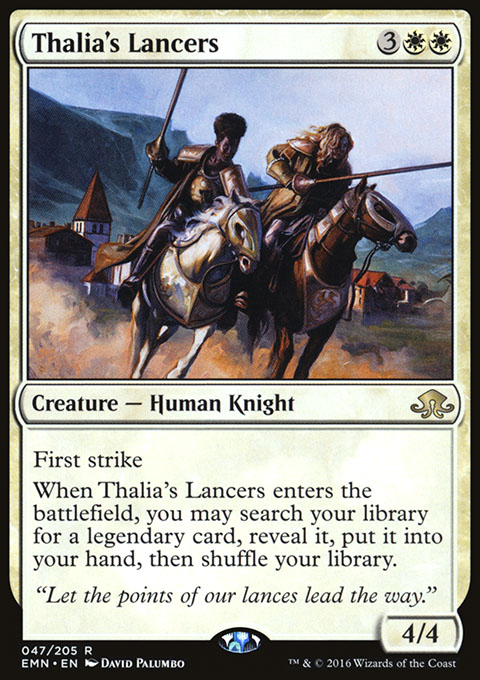 Thalia's Lancers 3
Creature — Human Knight
First strike
When Thalia's Lancers enters the
battlefield, you may search your library
for a legendary card, reveal it, put it into
your hand, then shuffle your library.
“Let the points of our lances lead the way.”
4/4
047/205 R
EMN • EN DAVID PALUMBO
™ & © 2016 Wizards of the Coast